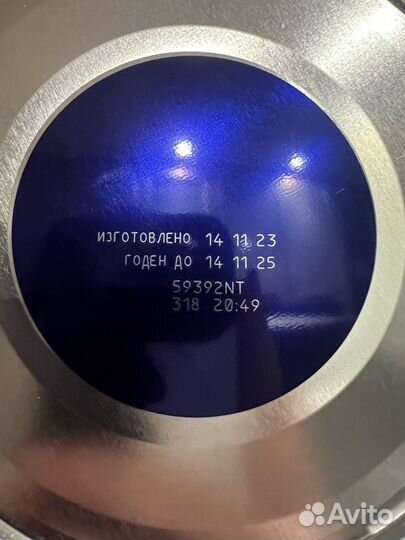 ИЗГОТОВЛЕНО 14 11 23
ГОДЕН ДО 14 11 25
59392NT
318 20:49
Avito